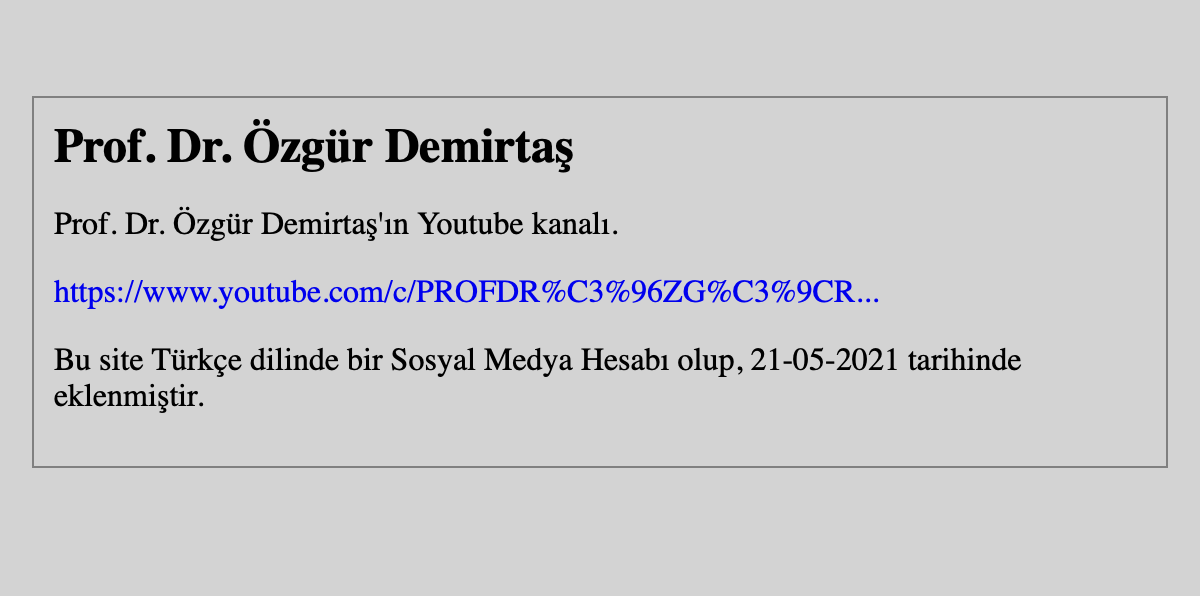 Prof. Dr. Özgür Demirtaş
Prof. Dr. Özgür Demirtaş'ın Youtube kanalı.
https://www.youtube.com/c/PROFDR%C3%96ZG%C3%9CR...
Bu site Türkçe dilinde bir Sosyal Medya Hesabı olup, 21-05-2021 tarihinde
eklenmiştir.